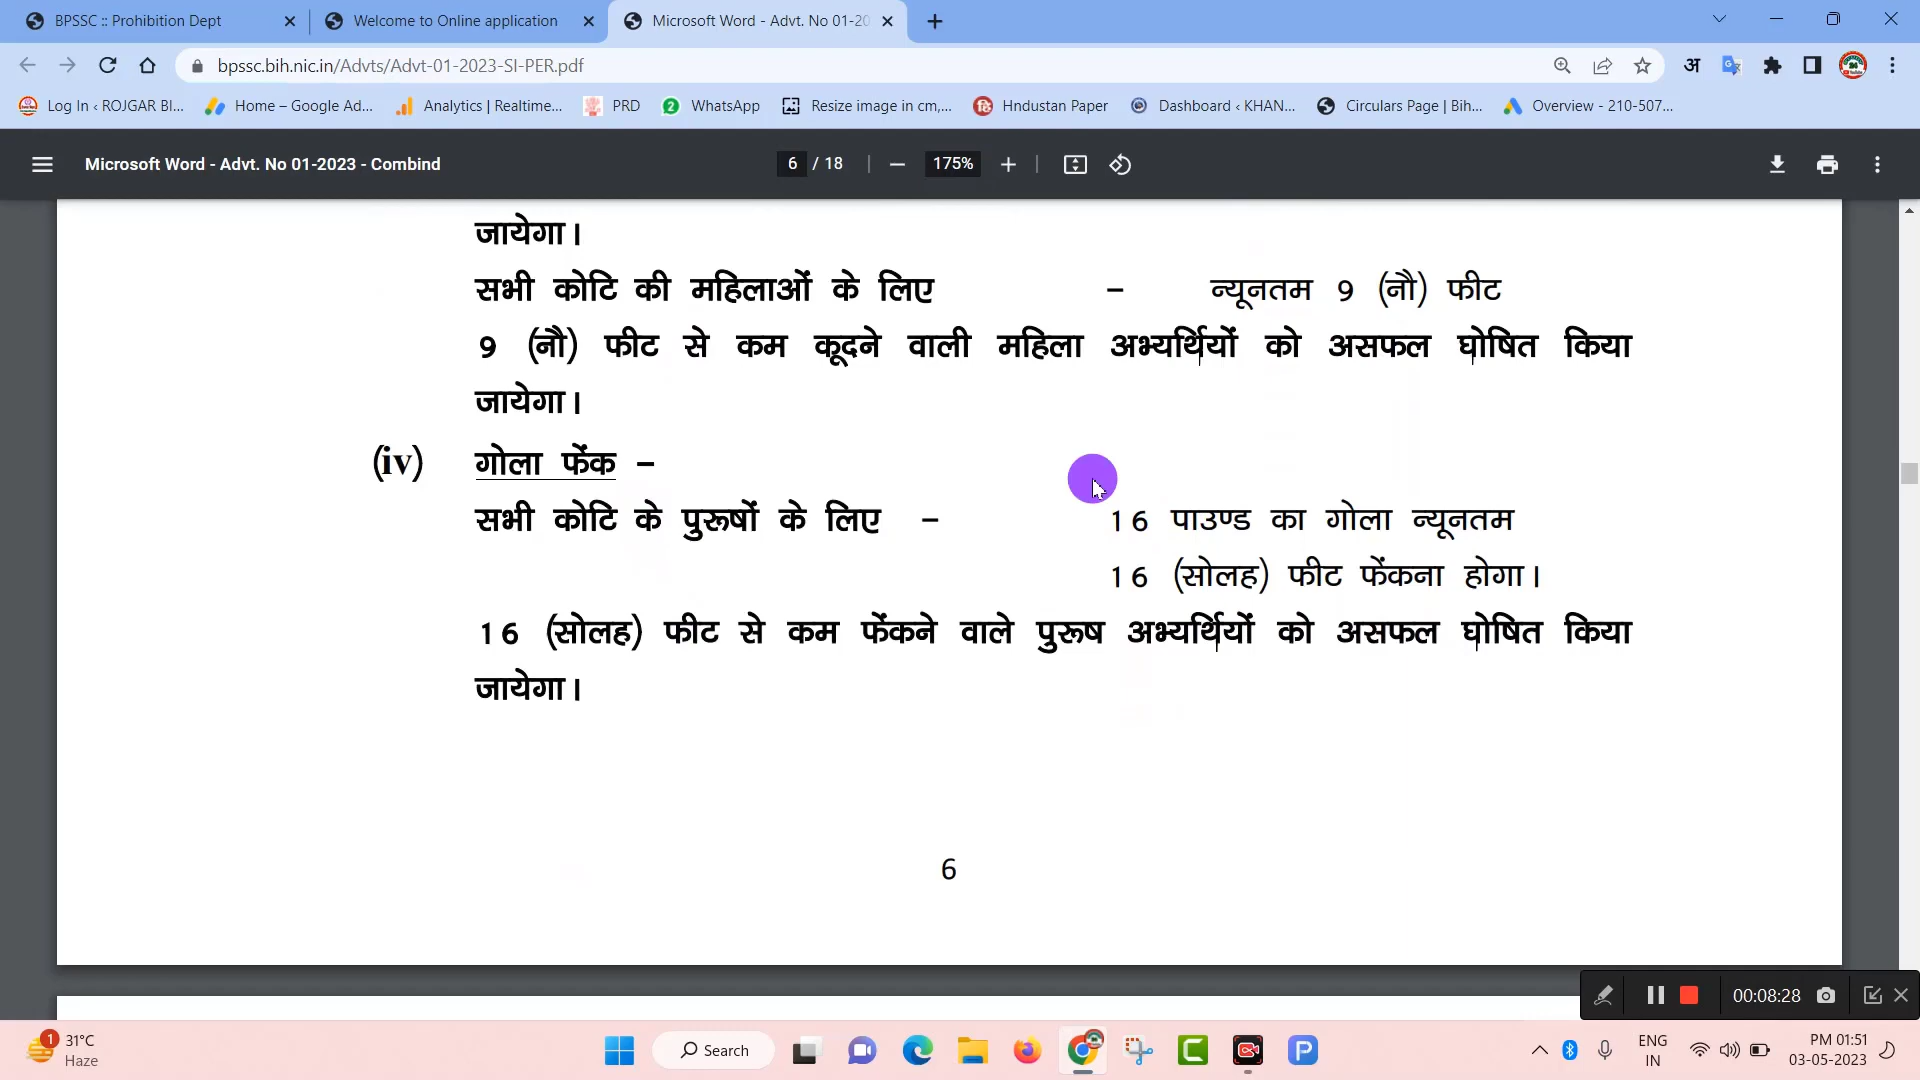 BPSSC :: Prohibition Dept
Welcome to Online application
Microsoft Word - Advt. No 01-20
bpssc.bih.nic.in/Advts/Advt-01-2023-SI-PER.pdf
अ
Log In ‹ ROJGAR BI...
Home – Google Ad...
Analytics | Realtime...
PRD
WhatsApp
Resize image in cm,...
Hndustan Paper
Dashboard ‹ KHAN...
Circulars Page | Bih...
Overview - 210-507...
Microsoft Word - Advt. No 01-2023 - Combind
6 / 18
175%
जायेगा।
सभी कोटि की महिलाओं के लिए – न्यूनतम 9 (नौ) फीट
9 (नौ) फीट से कम कूदने वाली महिला अभ्यर्थियों को असफल घोषित किया
जायेगा।
(iv) गोला फेंक –
सभी कोटि के पुरूषों के लिए – 16 पाउण्ड का गोला न्यूनतम
16 (सोलह) फीट फेंकना होगा।
16 (सोलह) फीट से कम फेंकने वाले पुरूष अभ्यर्थियों को असफल घोषित किया
जायेगा।
6
00:08:28
1
31°C
Haze
Search
ENG
IN
PM 01:51
03-05-2023